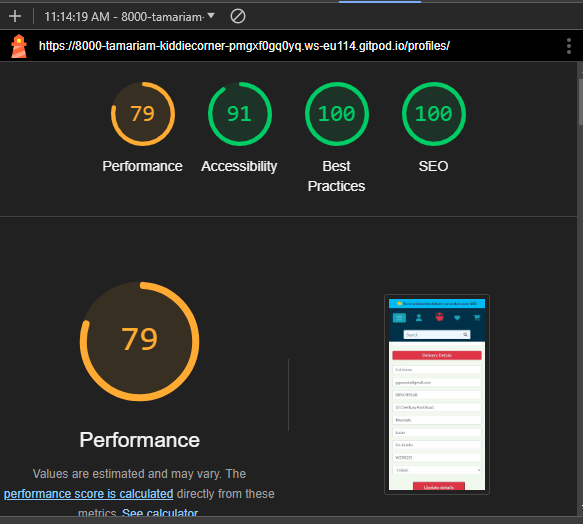 11:14:19 AM - 8000-tamariam-
https://8000-tamariam-kiddiecorner-pmgxf0gq0yq.ws-eu114.gitpod.io/profiles/
79
91
100
100
Performance
Accessibility
Best
Practices
SEO
79
Performance
Values are estimated and may vary. The
performance score is calculated directly from these
metrics. See calculator.
Search
Delivery Details
Update details